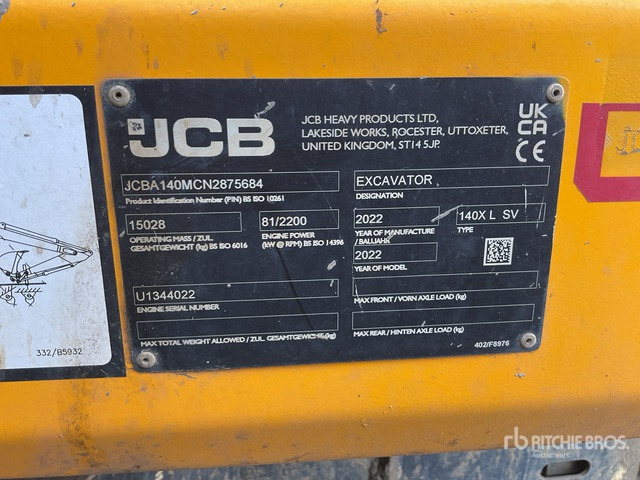 JCB
JCB HEAVY PRODUCTS LTD,
LAKESIDE WORKS, ROCESTER, UTTOXETER,
UNITED KINGDOM, ST14 5JP.
UK
CA
CE
JCBA140MCN2875684
Product Identification Number (PIN) BS ISO 10261
EXCAVATOR
DESIGNATION
15028
OPERATING MASS / ZUL.
GESAMTGEWICHT (kg) BS ISO 6016
81/2200
ENGINE POWER
(kW @ RPM) BS ISO 14396
2022
YEAR OF MANUFACTURE
/ BAUJAHR
140X L SV
TYPE
2022
YEAR OF MODEL
U1344022
ENGINE SERIAL NUMBER
MAX FRONT / VORN AXLE LOAD (kg)
MAX TOTAL WEIGHT ALLOWED / ZUL. GESAMTGEWICHT (kg)
MAX REAR / HINTEN AXLE LOAD (kg)
402/F8976
332/B5932
rb RITCHIE BROS.
Auctioneers